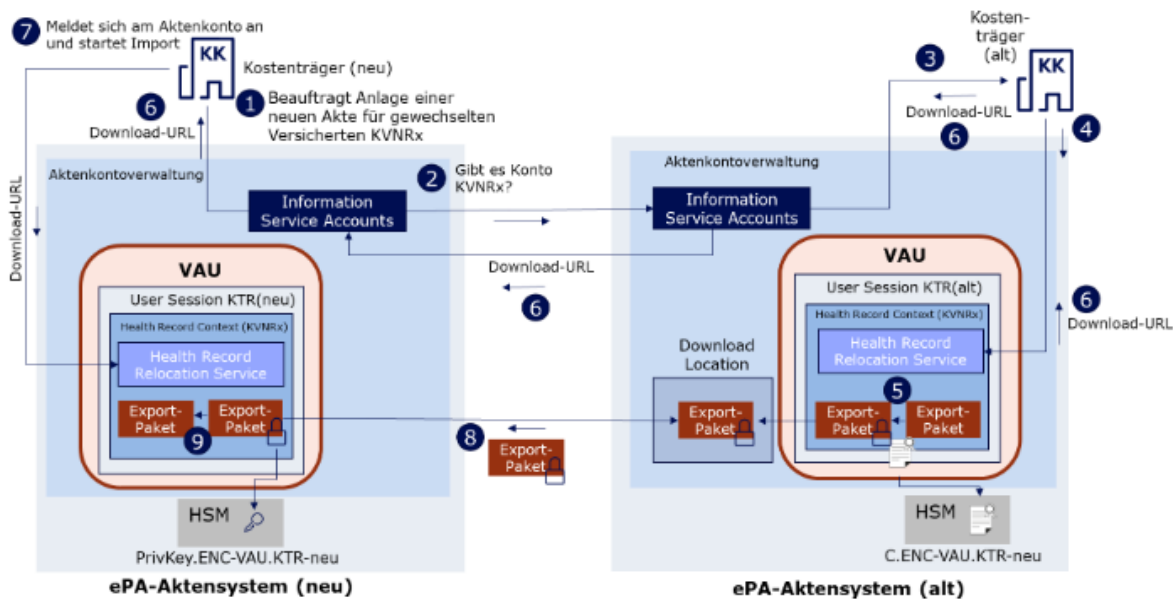 7 Meldet sich am Aktenkonto an
und startet Import
KK
Kostenträger (neu)
6
Download-URL
1 Beauftragt Anlage einer
neuen Akte für gewechselten
Versicherten KVNRx
Download-URL
Aktenkontoverwaltung
2 Gibt es Konto
KVNRx?
Information
Service Accounts
Download-URL
6
VAU
User Session KTR(neu)
Health Record Context (KVNRx)
Health Record
Relocation Service
Export-
Paket
9
Export-
Paket
HSM
PrivKey.ENC-VAU.KTR-neu
ePA-Aktensystem (neu)
8
Export-
Paket
Kosten-
träger
(alt)
KK
3
Download-URL
6
4
Aktenkontoverwaltung
Information
Service Accounts
VAU
User Session KTR(alt)
Health Record Context (KVNRx)
Health Record
Relocation Service
6
Download-URL
Download
Location
Export-
Paket
5
Export-
Paket
Export-
Paket
HSM
C.ENC-VAU.KTR-neu
ePA-Aktensystem (alt)